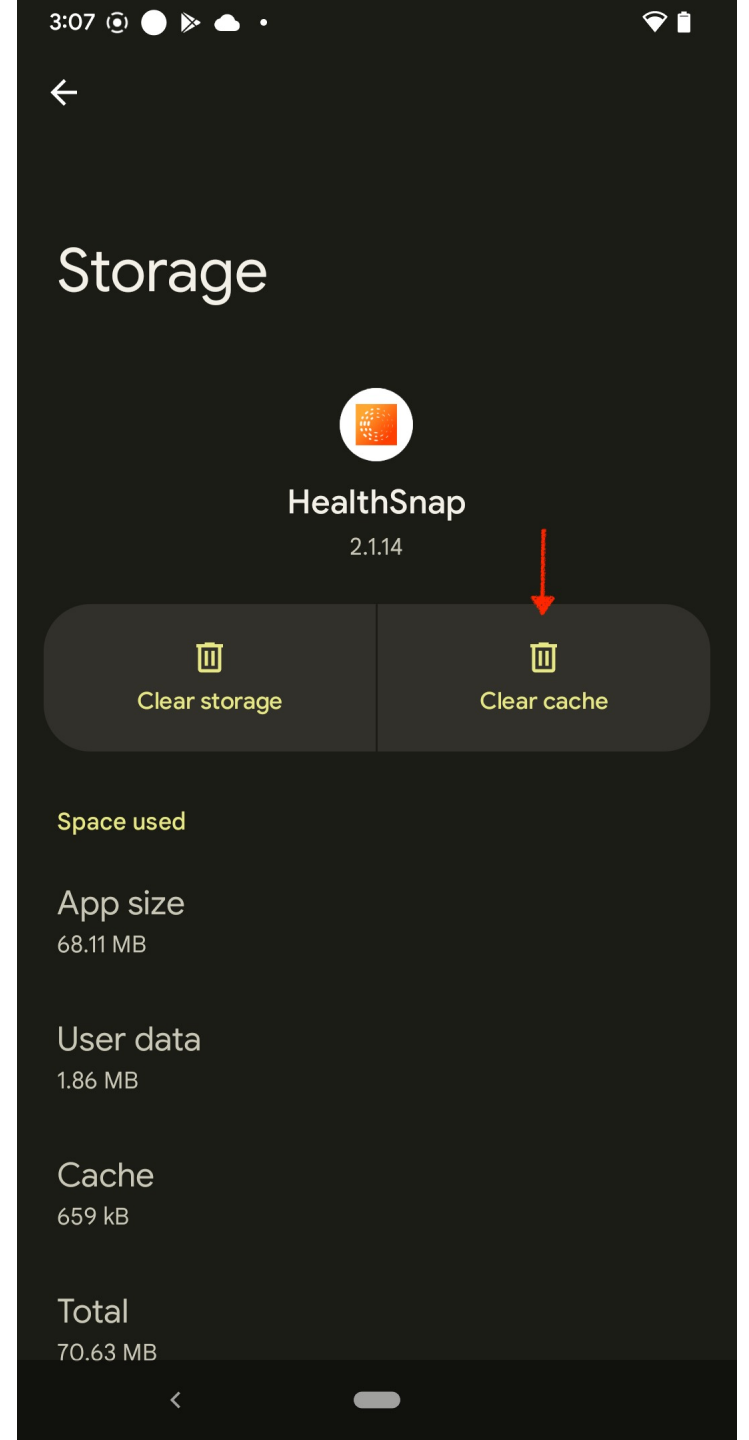 3:07
Storage
HealthSnap
2.1.14
Clear storage
Clear cache
Space used
App size
68.11 MB
User data
1.86 MB
Cache
659 kB
Total
70.63 MB